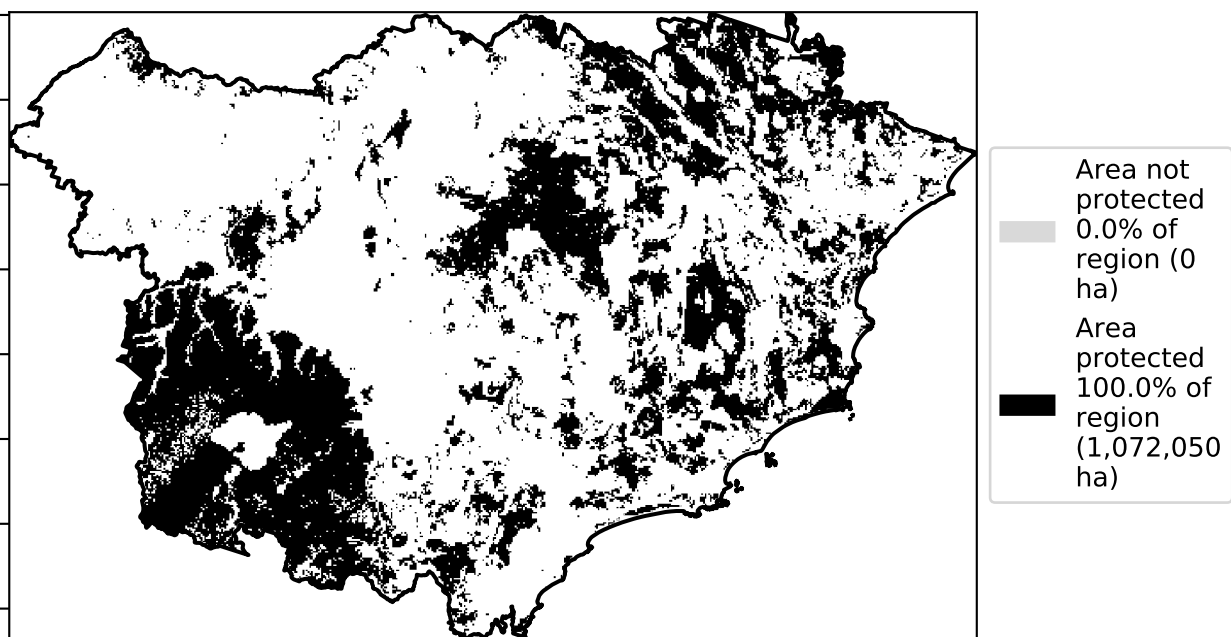 Area not
protected
0.0% of
region (0
ha)
Area
protected
100.0% of
region
(1,072,050
ha)